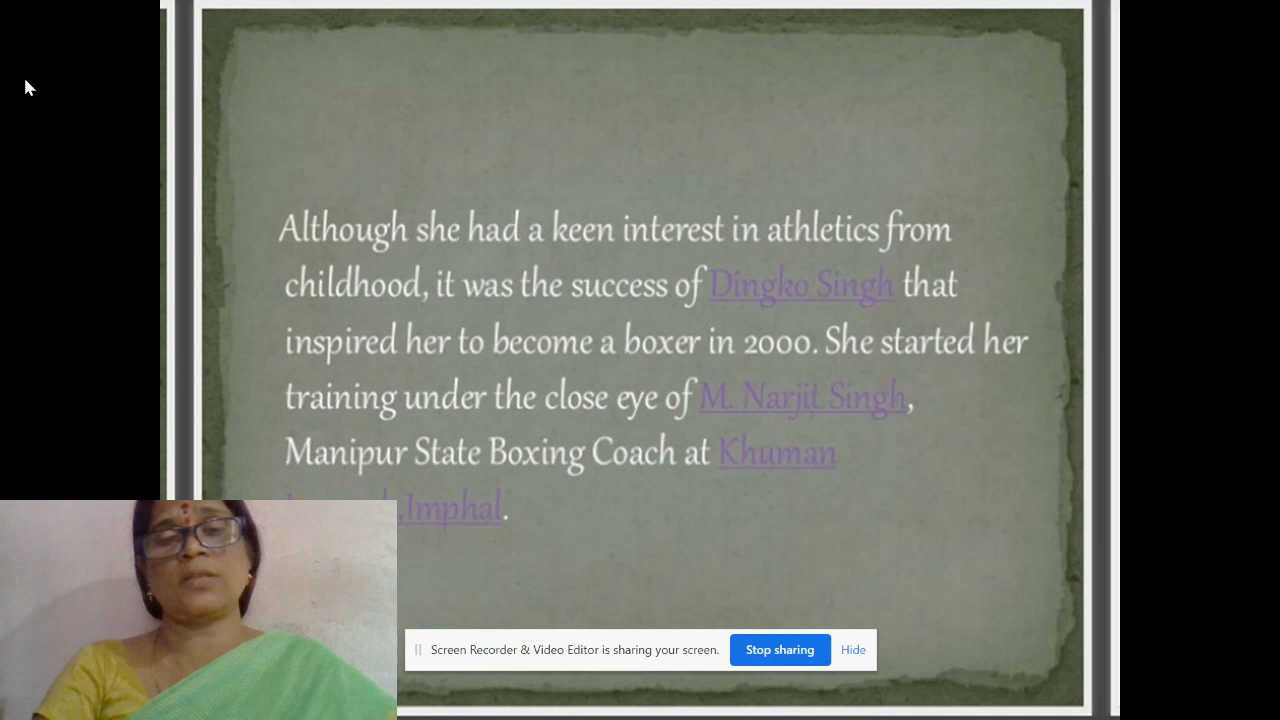 Although she had a keen interest in athletics from
childhood, it was the success of Dingko Singh that
inspired her to become a boxer in 2000. She started her
training under the close eye of M. Narjit Singh,
Manipur State Boxing Coach at Khuman
,Imphal.
Screen Recorder & Video Editor is sharing your screen. Stop sharing Hide